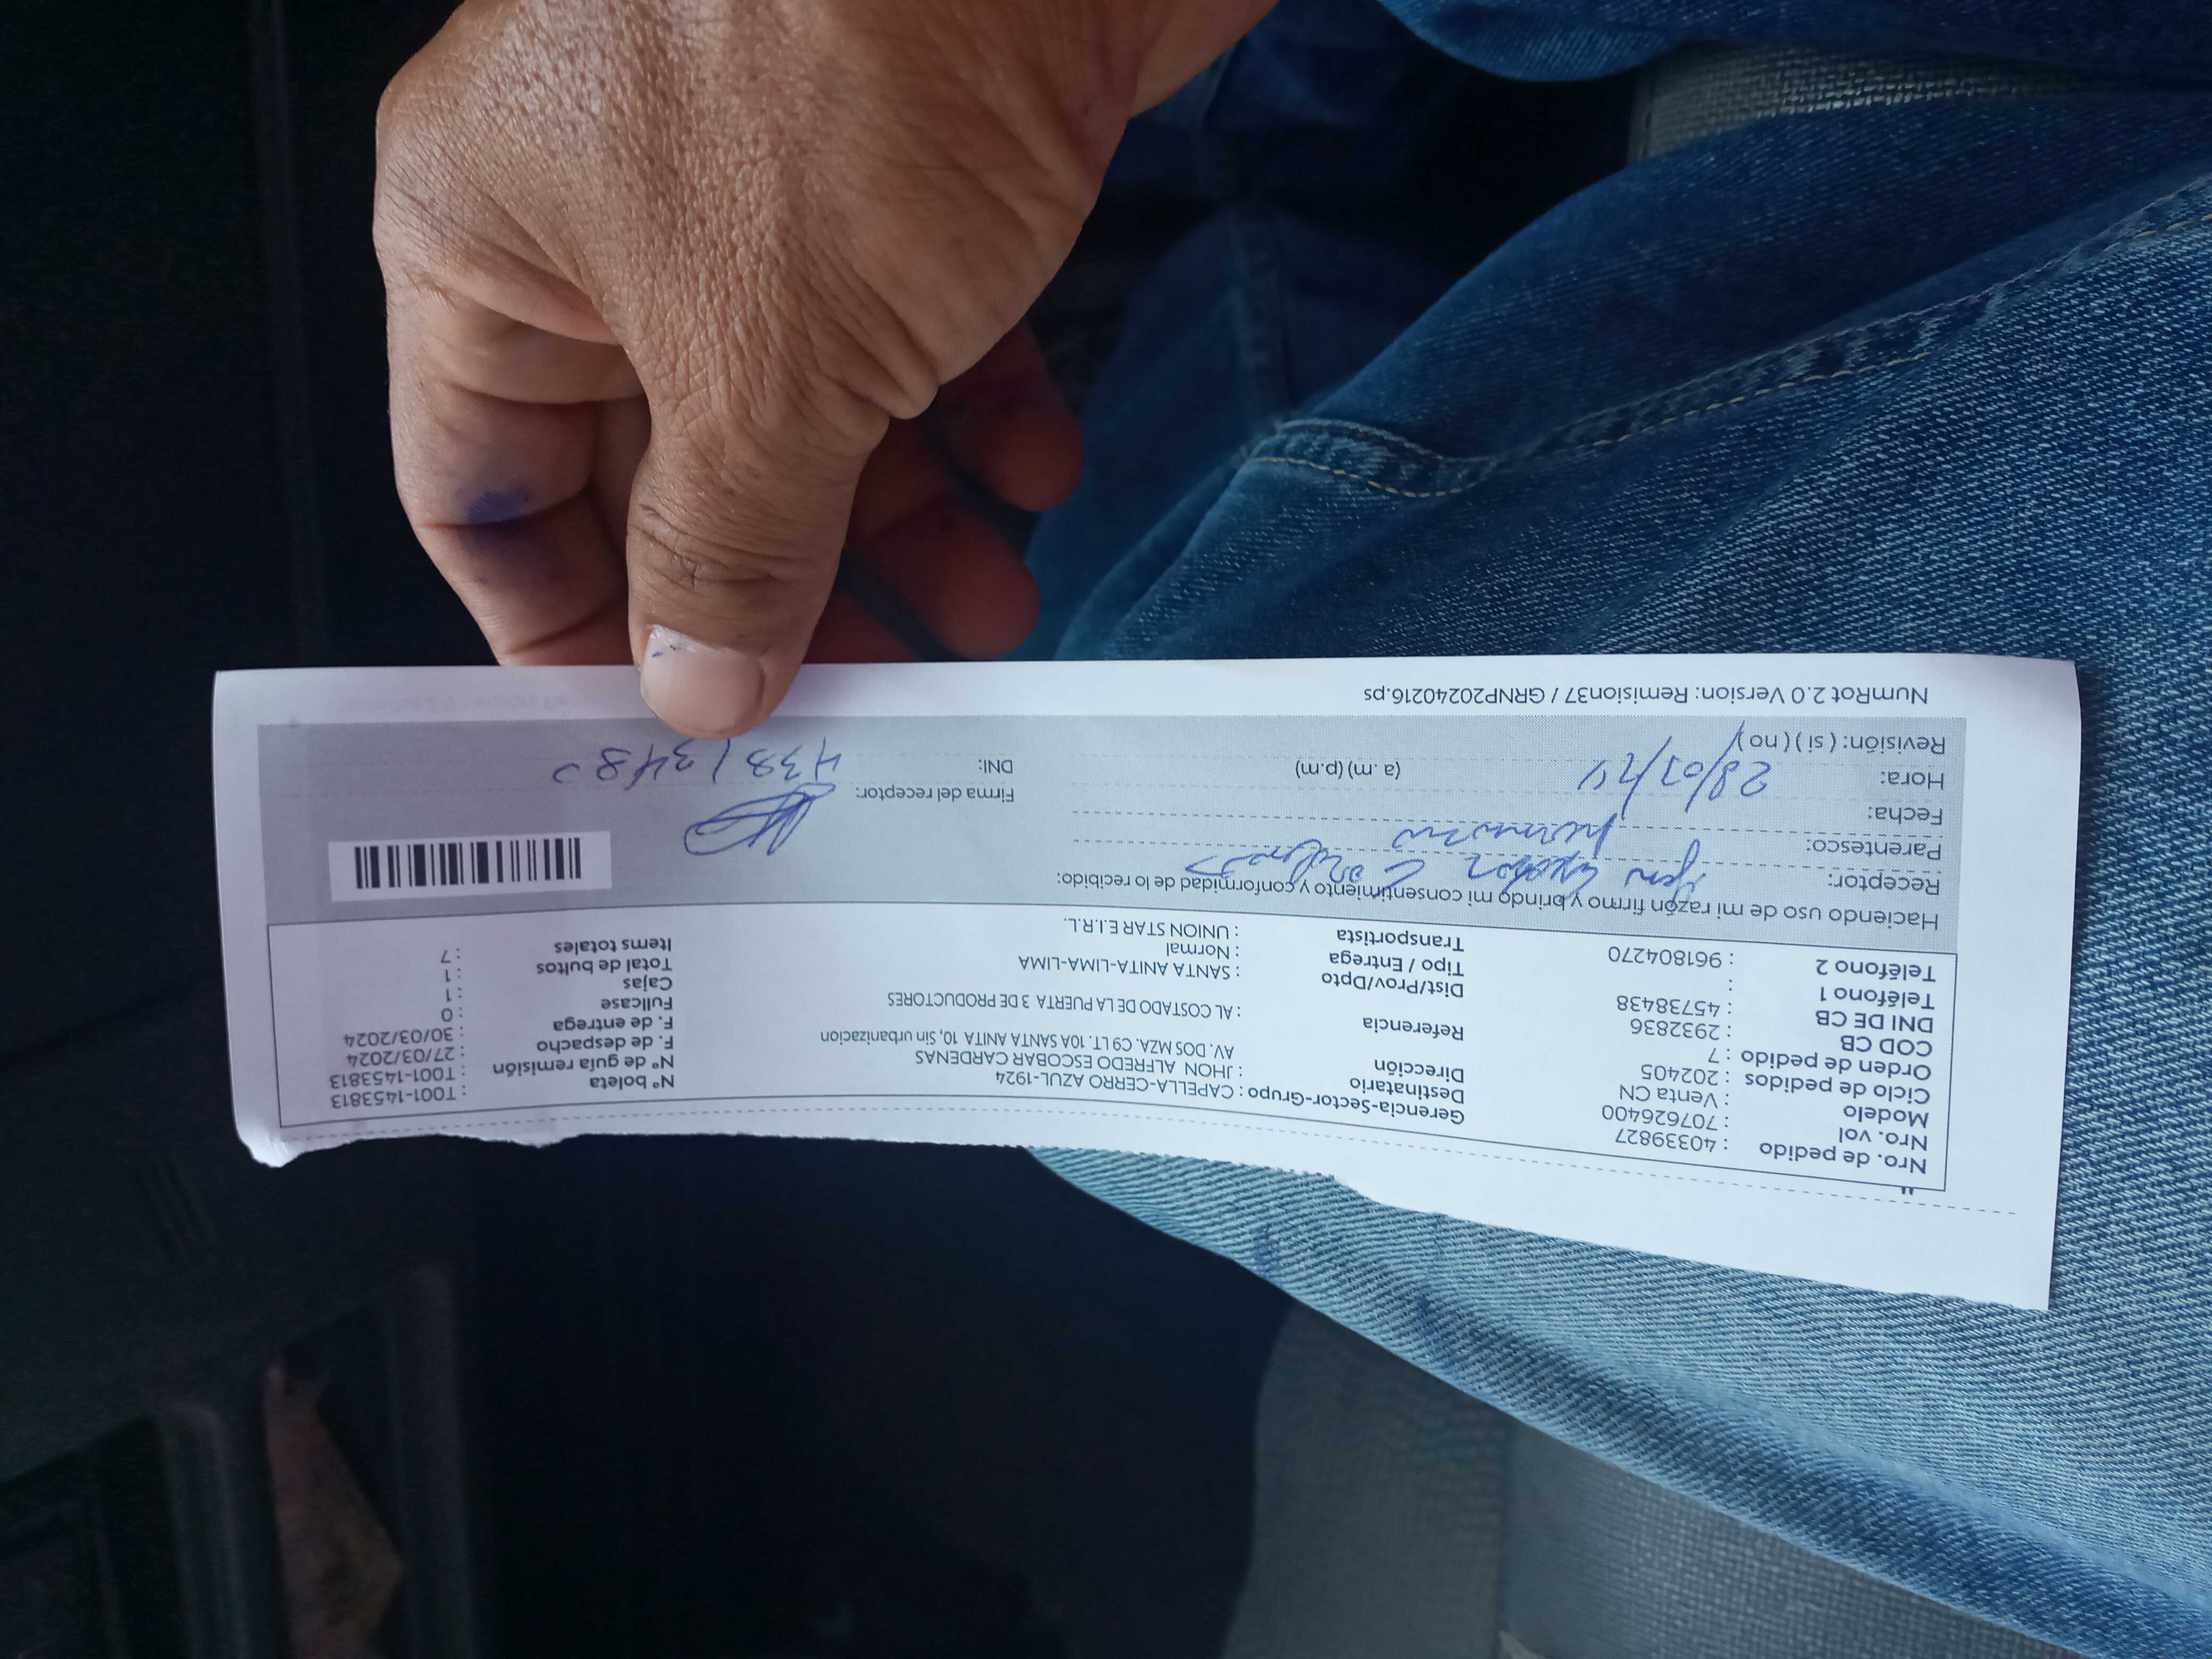 Nro. de pedido : 40339827
Nro. vol : 707626400
Modelo : Venta CN
Ciclo de pedidos : 202405
Orden de pedido : 7
COD CB : 2932836
DNI DE CB : 45738438
Teléfono 1 :
Teléfono 2 : 961804270
Gerencia-Sector-Grupo : CAPELLA-CERRO AZUL-1924
Destinatario : JHON ALFREDO ESCOBAR CARDENAS
Dirección AV. DOS MZA. C9 LT. 10A SANTA ANITA 10, Sin urbanizacion
Referencia : AL COSTADO DE LA PUERTA 3 DE PRODUCTORES
Dist/Prov/Dpto : SANTA ANITA-LIMA-LIMA
Tipo / Entrega : Normal
Transportista : UNION STAR E.I.R.L.
N° boleta : T001-1453813
N° de guía remisión : T001-1453813
F. de despacho : 27/03/2024
F. de entrega : 30/03/2024
Fullcase : 0
Cajas : 1
Total de bultos : 1
Items totales : 7
Haciendo uso de mi razón firmo y brindo mi consentimiento y conformidad de lo recibido:
Receptor:
Parentesco:
Fecha:
Hora: (a. m) (p.m)
Revisión: ( si ) ( no )
Firma del receptor:
DNI:
NumRot 2.0 Version: Remision37 / GRNP20240216.ps